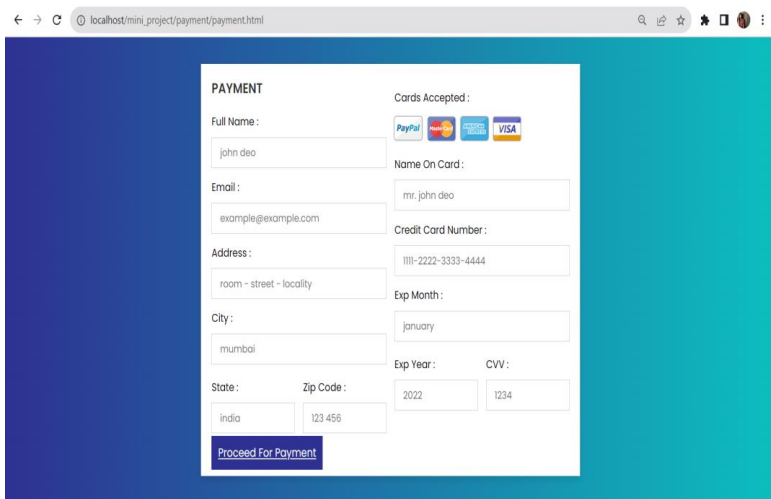 localhost/mini_project/payment/payment.html
PAYMENT
Full Name :
john deo
Email :
example@example.com
Address :
room - street - locality
City :
mumbai
State :
Zip Code :
india
123 456
Proceed For Payment
Cards Accepted :
PayPal MasterCard AMERICAN EXPRESS VISA
Name On Card :
mr. john deo
Credit Card Number :
1111-2222-3333-4444
Exp Month :
january
Exp Year :
CVV :
2022
1234